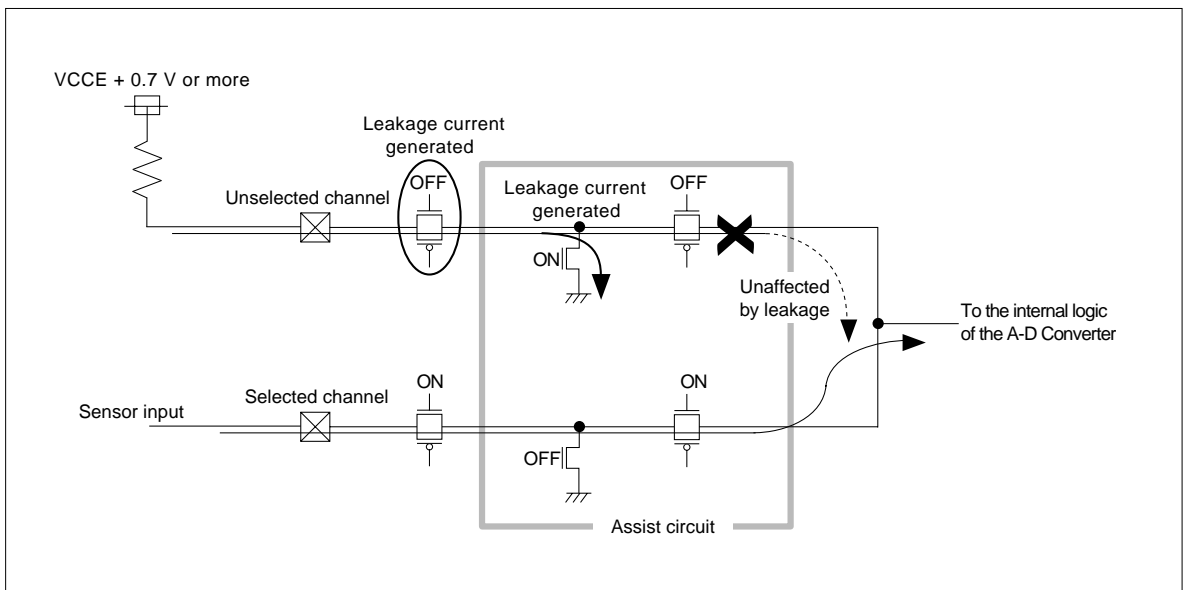 VCCE + 0.7 V or more
Leakage current
generated
OFF
Unselected channel
Leakage current
generated
OFF
ON
Unaffected
by leakage
To the internal logic
of the A-D Converter
ON
ON
Selected channel
Sensor input
OFF
Assist circuit